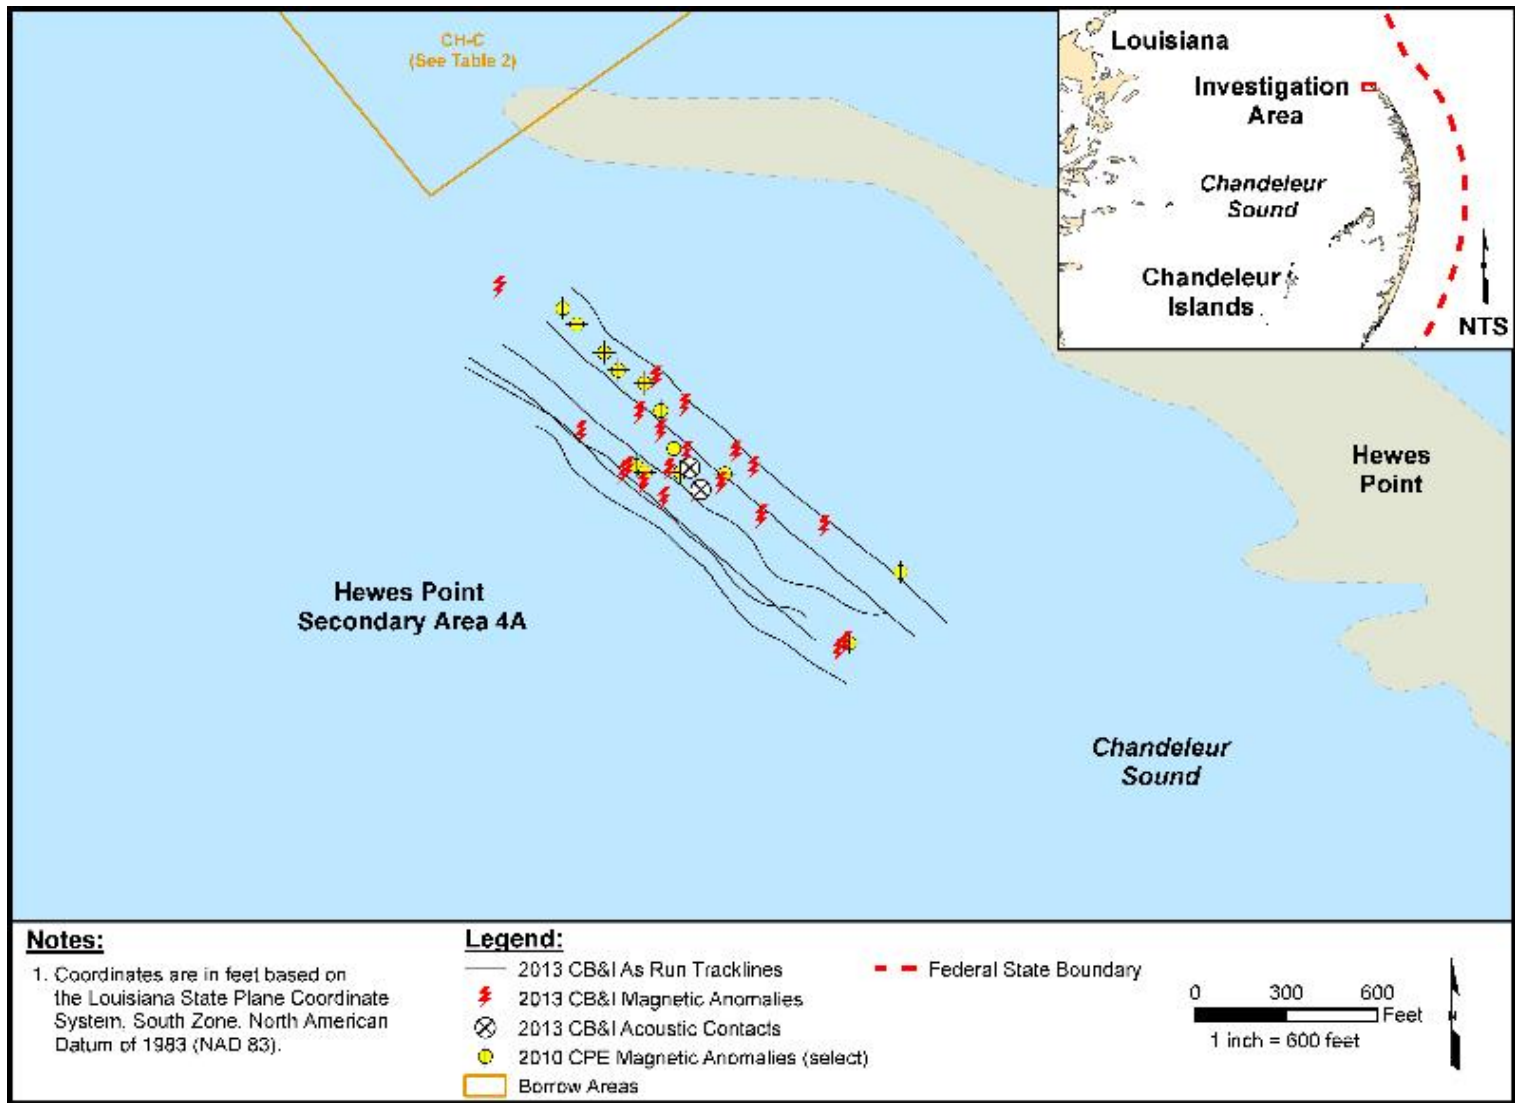 CH-C
(See Table 2)
Louisiana
Investigation
Area
Chandeleur
Sound
Chandeleur
Islands
NTS
Hewes
Point
Hewes Point
Secondary Area 4A
Chandeleur
Sound
Notes:
1. Coordinates are in feet based on
the Louisiana State Plane Coordinate
System, South Zone, North American
Datum of 1983 (NAD 83).
Legend:
2013 CB&I As Run Tracklines
2013 CB&I Magnetic Anomalies
2013 CB&I Acoustic Contacts
2010 CPE Magnetic Anomalies (select)
Borrow Areas
Federal State Boundary
0 300 600
Feet
1 inch = 600 feet
N